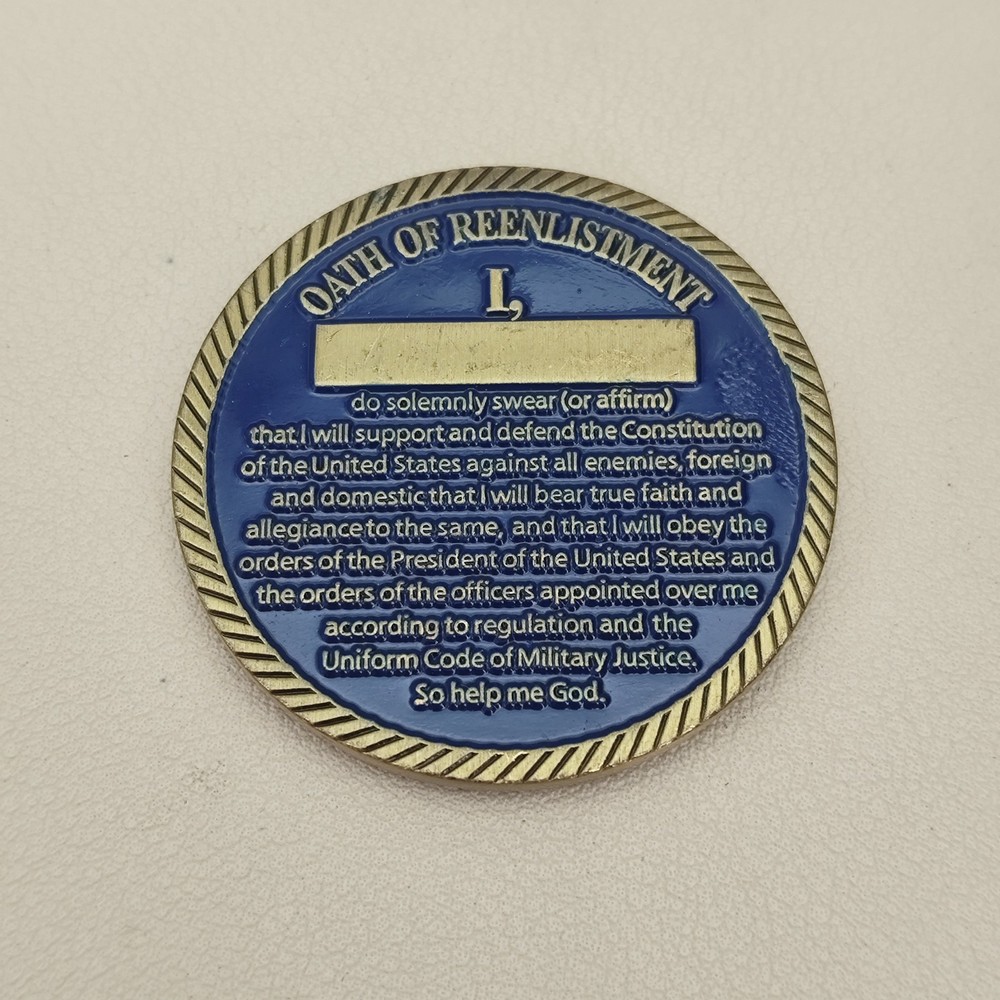 OATH OF REENLISTMENT
I,
do solemnly swear (or affirm)
that I will support and defend the Constitution
of the United States against all enemies, foreign
and domestic that I will bear true faith and
allegiance to the same, and that I will obey the
orders of the President of the United States and
the orders of the officers appointed over me
according to regulation and the
Uniform Code of Military Justice.
So help me God.